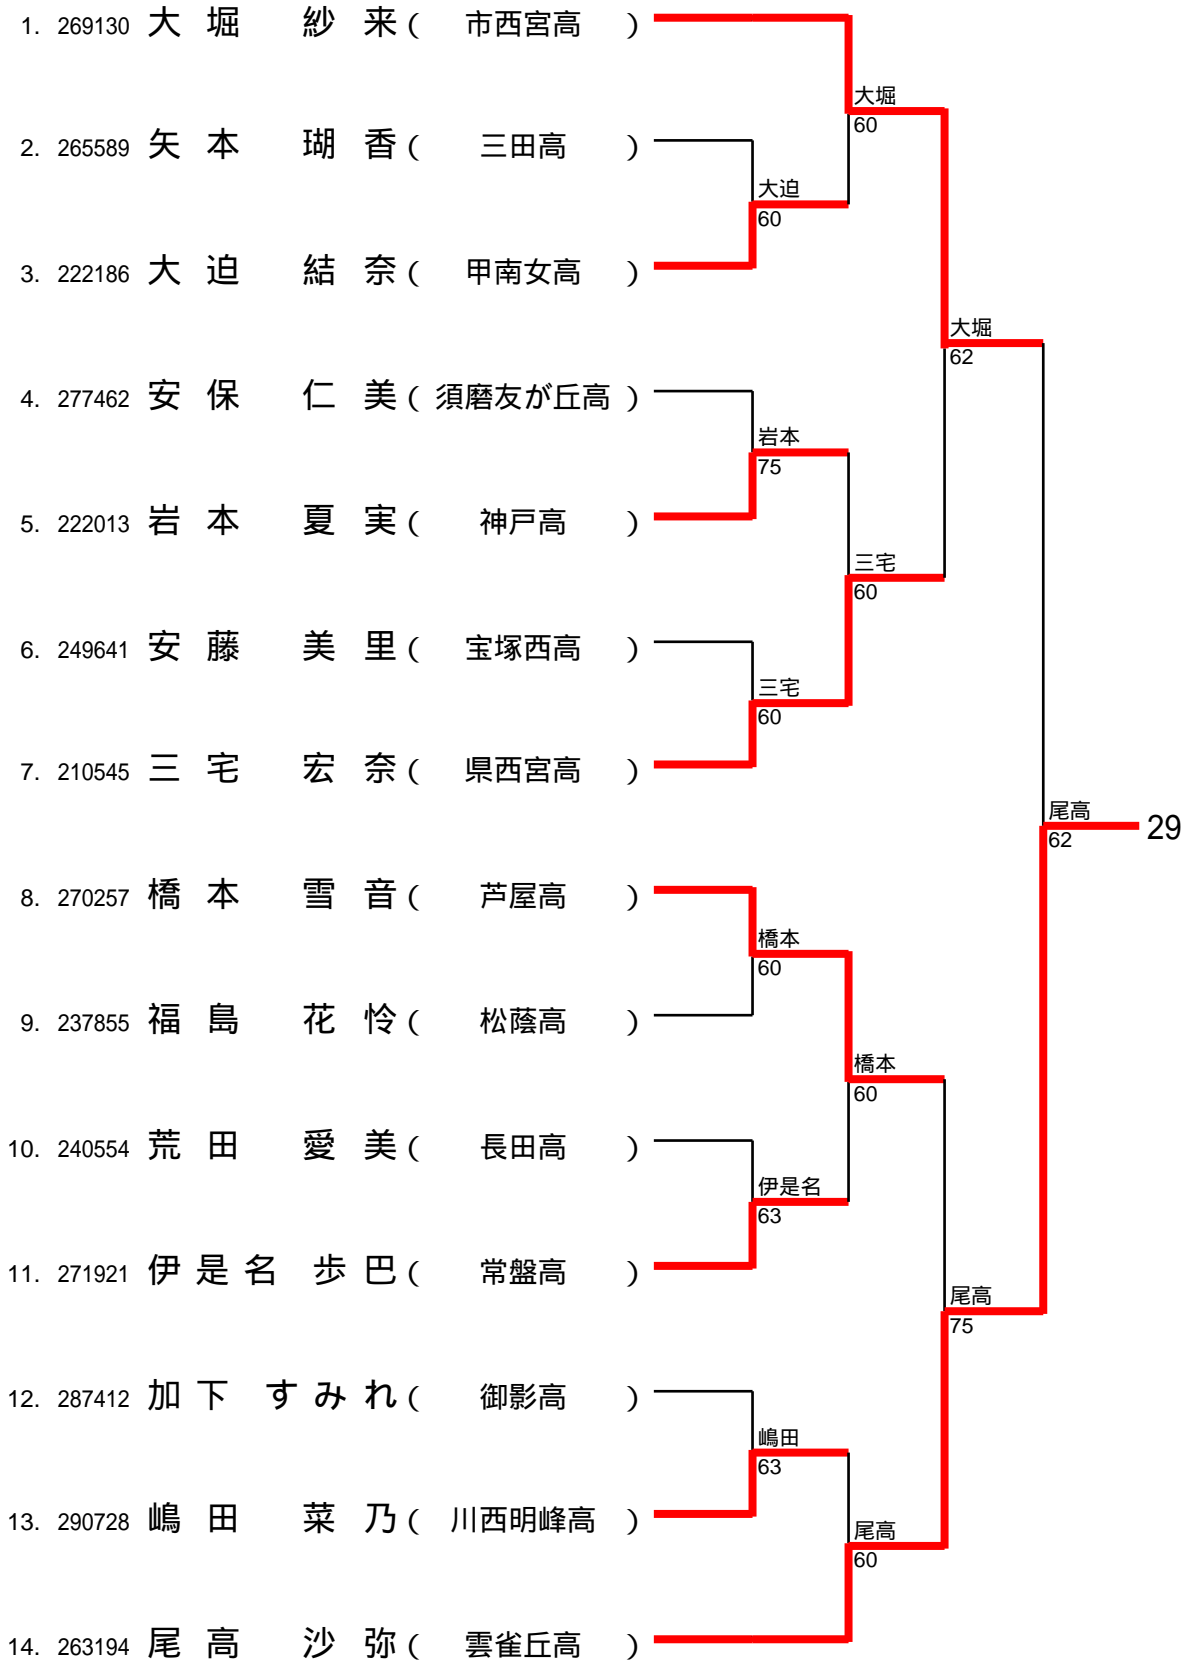 1. 269130 大堀 紗来 ( 市西宮高 )
大堀
60
2. 265589 矢本 瑚香 ( 三田高 )
大迫
60
3. 222186 大迫 結奈 ( 甲南女高 )
大堀
62
4. 277462 安保 仁美 ( 須磨友が丘高 )
岩本
75
5. 222013 岩本 夏実 ( 神戸高 )
三宅
60
6. 249641 安藤 美里 ( 宝塚西高 )
三宅
60
7. 210545 三宅 宏奈 ( 県西宮高 )
尾高
62
29
8. 270257 橋本 雪音 ( 芦屋高 )
橋本
60
9. 237855 福島 花怜 ( 松蔭高 )
橋本
60
10. 240554 荒田 愛美 ( 長田高 )
伊是名
63
11. 271921 伊是名 歩巴 ( 常盤高 )
尾高
75
12. 287412 加下 すみれ ( 御影高 )
嶋田
63
13. 290728 嶋田 菜乃 ( 川西明峰高 )
尾高
60
14. 263194 尾高 沙弥 ( 雲雀丘高 )